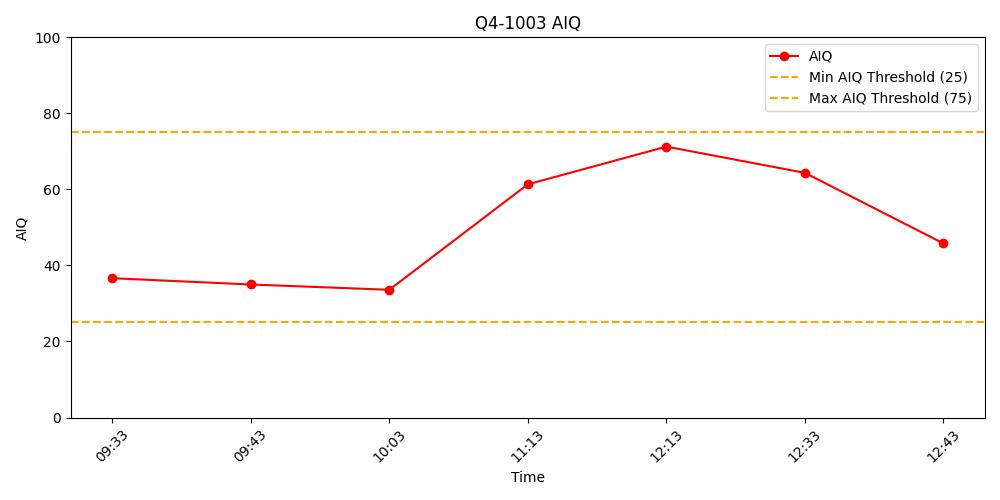 Q4-1003 AIQ
AIQ
Min AIQ Threshold (25)
Max AIQ Threshold (75)
100
80
60
40
20
0
AIQ
09:33
09:43
10:03
11:13
12:13
12:33
12:43
Time